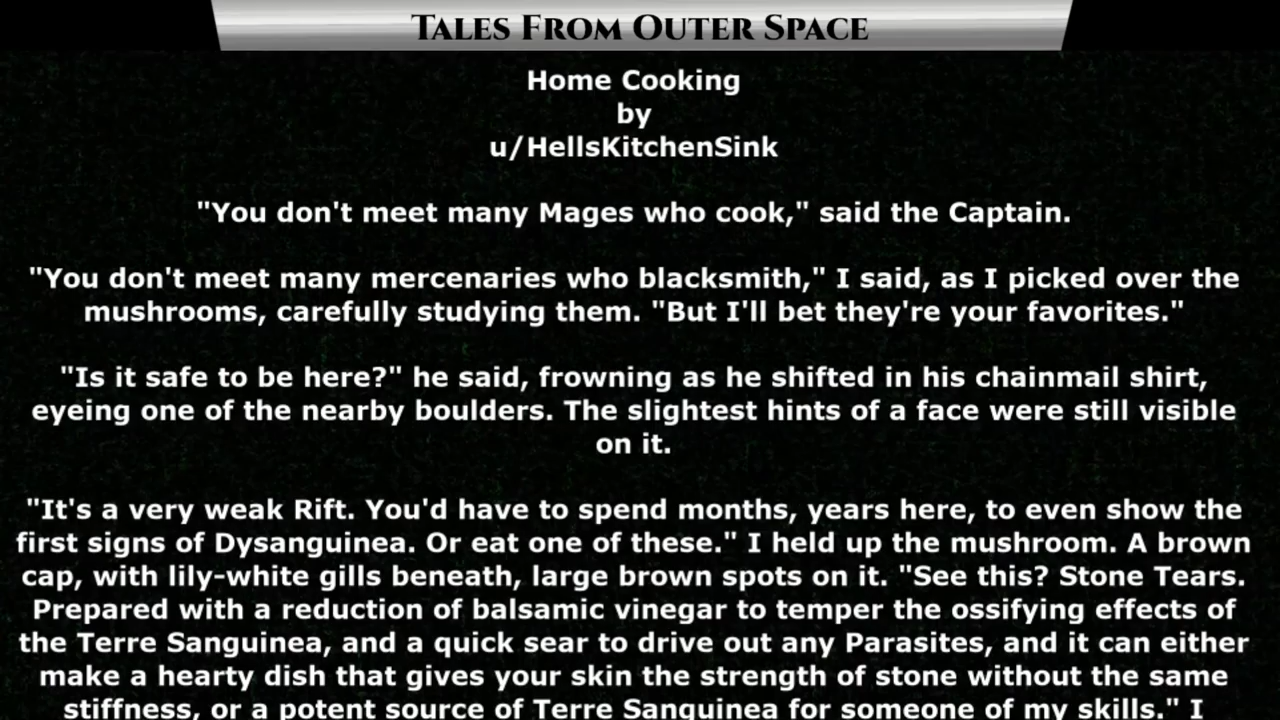 TALES FROM OUTER SPACE
Home Cooking
by
u/HellsKitchenSink
"You don't meet many Mages who cook," said the Captain.
"You don't meet many mercenaries who blacksmith," I said, as I picked over the
mushrooms, carefully studying them. "But I'll bet they're your favorites."
"Is it safe to be here?" he said, frowning as he shifted in his chainmail shirt,
eyeing one of the nearby boulders. The slightest hints of a face were still visible
on it.
"It's a very weak Rift. You'd have to spend months, years here, to even show the
first signs of Dysanguinea. Or eat one of these." I held up the mushroom. A brown
cap, with lily-white gills beneath, large brown spots on it. "See this? Stone Tears.
Prepared with a reduction of balsamic vinegar to temper the ossifying effects of
the Terre Sanguinea, and a quick sear to drive out any Parasites, and it can either
make a hearty dish that gives your skin the strength of stone without the same
stiffness, or a potent source of Terre Sanguinea for someone of my skills." I